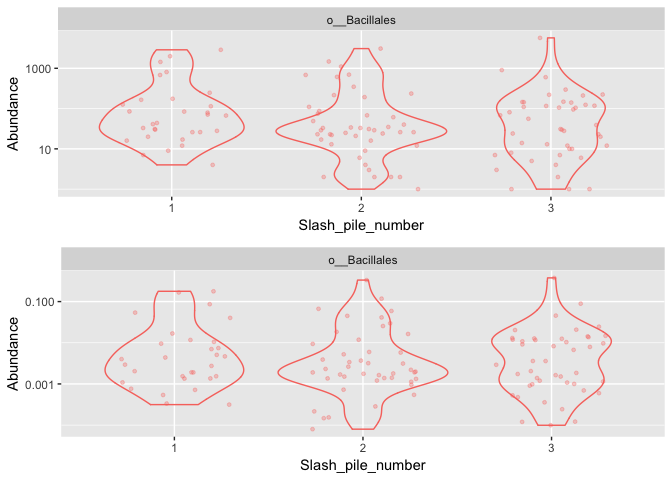 o__Bacillales
Abundance
1000
10
1 2 3
Slash_pile_number
o__Bacillales
Abundance
0.100
0.001
1 2 3
Slash_pile_number